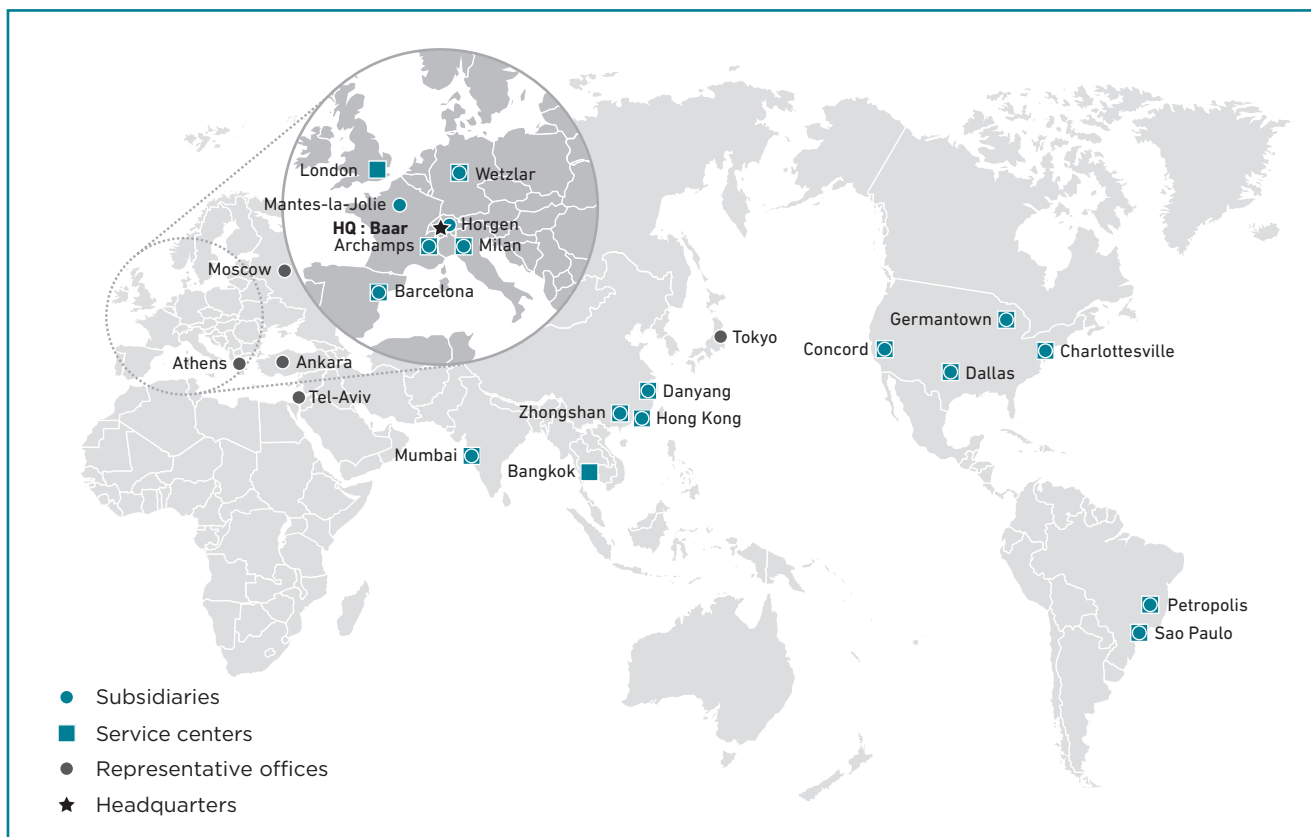 London
Wetzlar
Mantes-la-Jolie
HQ : Baar
Horgen
Archamps
Milan
Moscow
Barcelona
Athens
Ankara
Tel-Aviv
Tokyo
Germantown
Concord
Charlottesville
Dallas
Danyang
Zhongshan
Hong Kong
Mumbai
Bangkok
Petropolis
Sao Paulo
Subsidiaries
Service centers
Representative offices
Headquarters